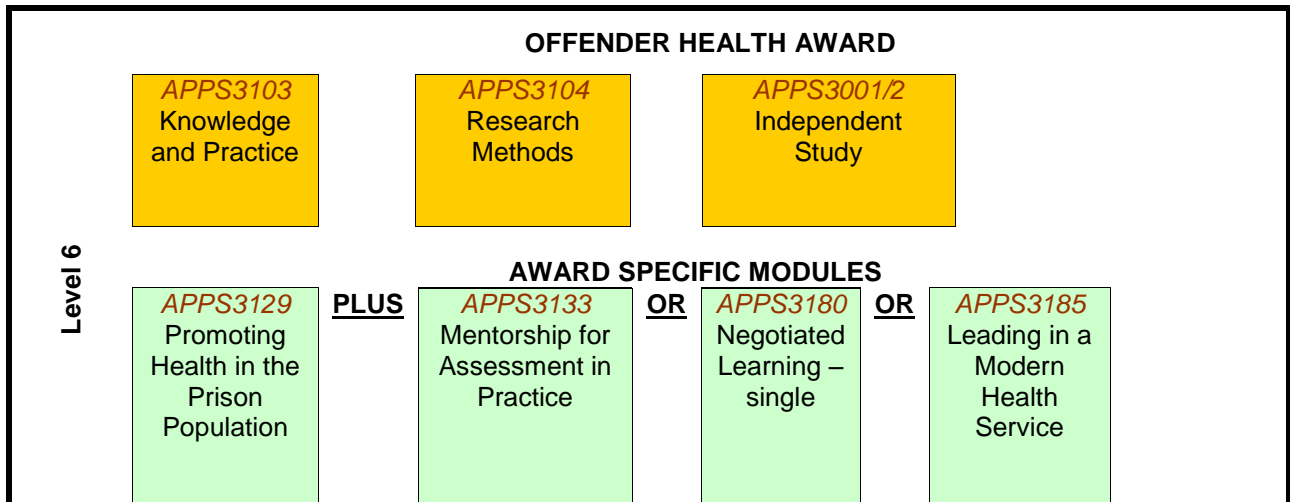 OFFENDER HEALTH AWARD
APPS3103
Knowledge
and Practice
APPS3104
Research
Methods
APPS3001/2
Independent
Study
Level 6
AWARD SPECIFIC MODULES
APPS3129
Promoting
Health in the
Prison
Population
PLUS
APPS3133
Mentorship for
Assessment in
Practice
OR
APPS3180
Negotiated
Learning –
single
OR
APPS3185
Leading in a
Modern
Health
Service